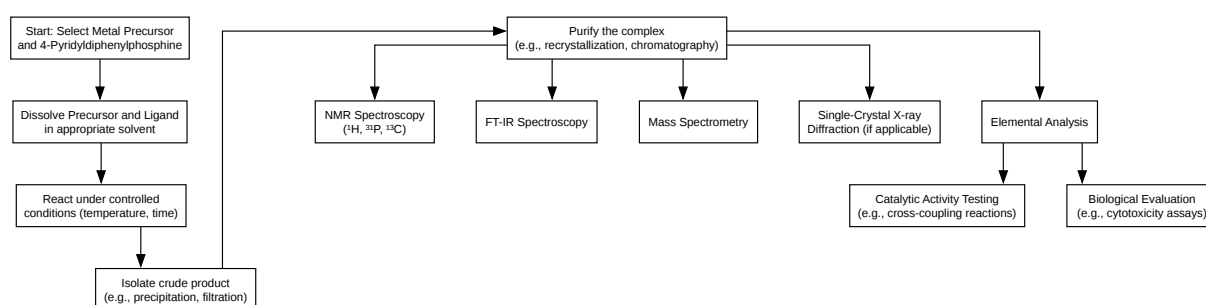 Start: Select Metal Precursor
and 4-Pyridyldiphenylphosphine
Dissolve Precursor and Ligand
in appropriate solvent
React under controlled
conditions (temperature, time)
Isolate crude product
(e.g., precipitation, filtration)
Purify the complex
(e.g., recrystallization, chromatography)
NMR Spectroscopy
(¹H, ³¹P, ¹³C)
FT-IR Spectroscopy
Mass Spectrometry
Single-Crystal X-ray
Diffraction (if applicable)
Elemental Analysis
Catalytic Activity Testing
(e.g., cross-coupling reactions)
Biological Evaluation
(e.g., cytotoxicity assays)